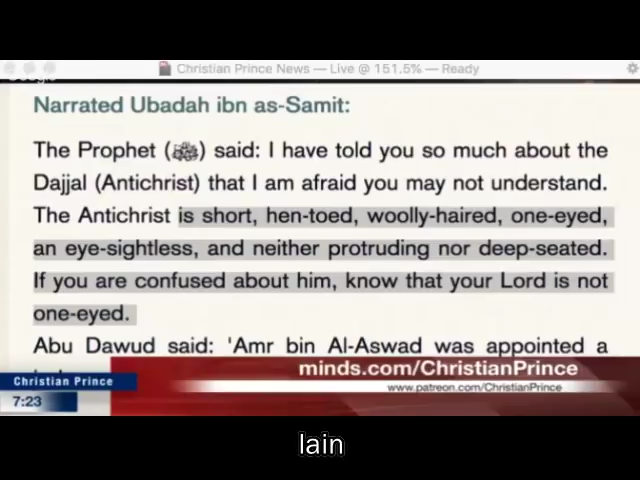 Christian Prince News — Live @ 151.5% — Ready
Narrated Ubadah ibn as-Samit:
The Prophet (ﷺ) said: I have told you so much about the
Dajjal (Antichrist) that I am afraid you may not understand.
The Antichrist is short, hen-toed, woolly-haired, one-eyed,
an eye-sightless, and neither protruding nor deep-seated.
If you are confused about him, know that your Lord is not
one-eyed.
Abu Dawud said: 'Amr bin Al-Aswad was appointed a
minds.com/ChristianPrince
Christian Prince
www.patreon.com/ChristianPrince
7:23
lain